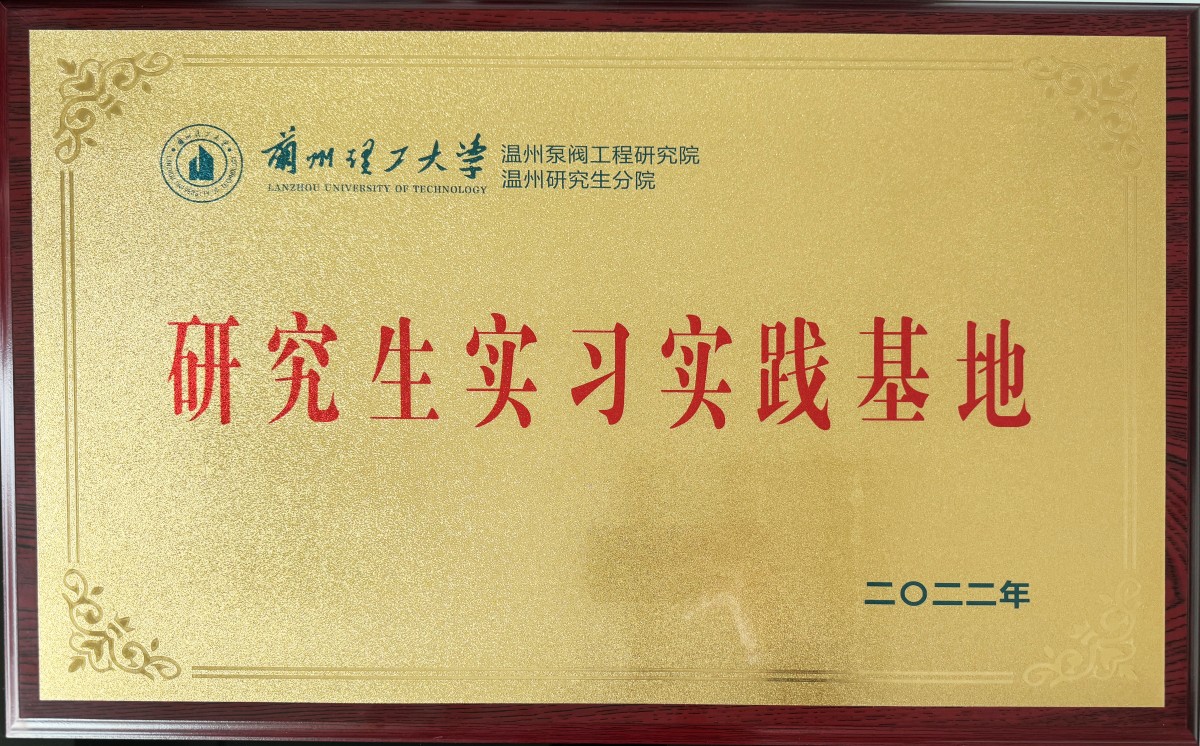 兰州理工大学
LANZHOU UNIVERSITY OF TECHNOLOGY
温州泵阀工程研究院
温州研究生分院
研究生实习实践基地
二〇二二年